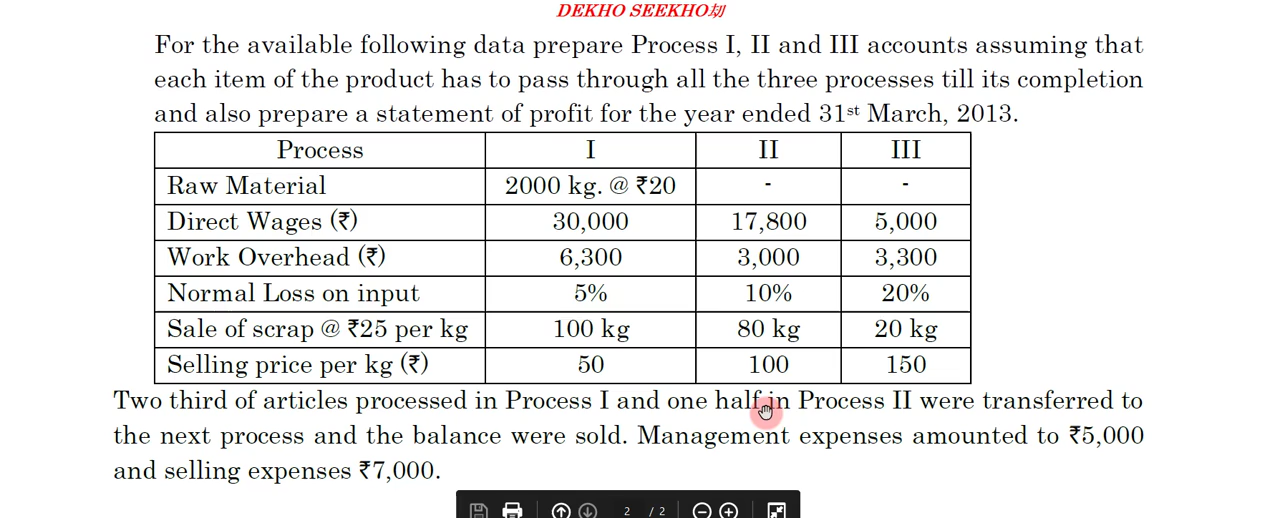 DEKHO SEEKHO
For the available following data prepare Process I, II and III accounts assuming that
each item of the product has to pass through all the three processes till its completion
and also prepare a statement of profit for the year ended 31st March, 2013.
Process I II III
Raw Material 2000 kg. @ ₹20 - -
Direct Wages (₹) 30,000 17,800 5,000
Work Overhead (₹) 6,300 3,000 3,300
Normal Loss on input 5% 10% 20%
Sale of scrap @ ₹25 per kg 100 kg 80 kg 20 kg
Selling price per kg (₹) 50 100 150
Two third of articles processed in Process I and one half in Process II were transferred to
the next process and the balance were sold. Management expenses amounted to ₹5,000
and selling expenses ₹7,000.
2 / 2